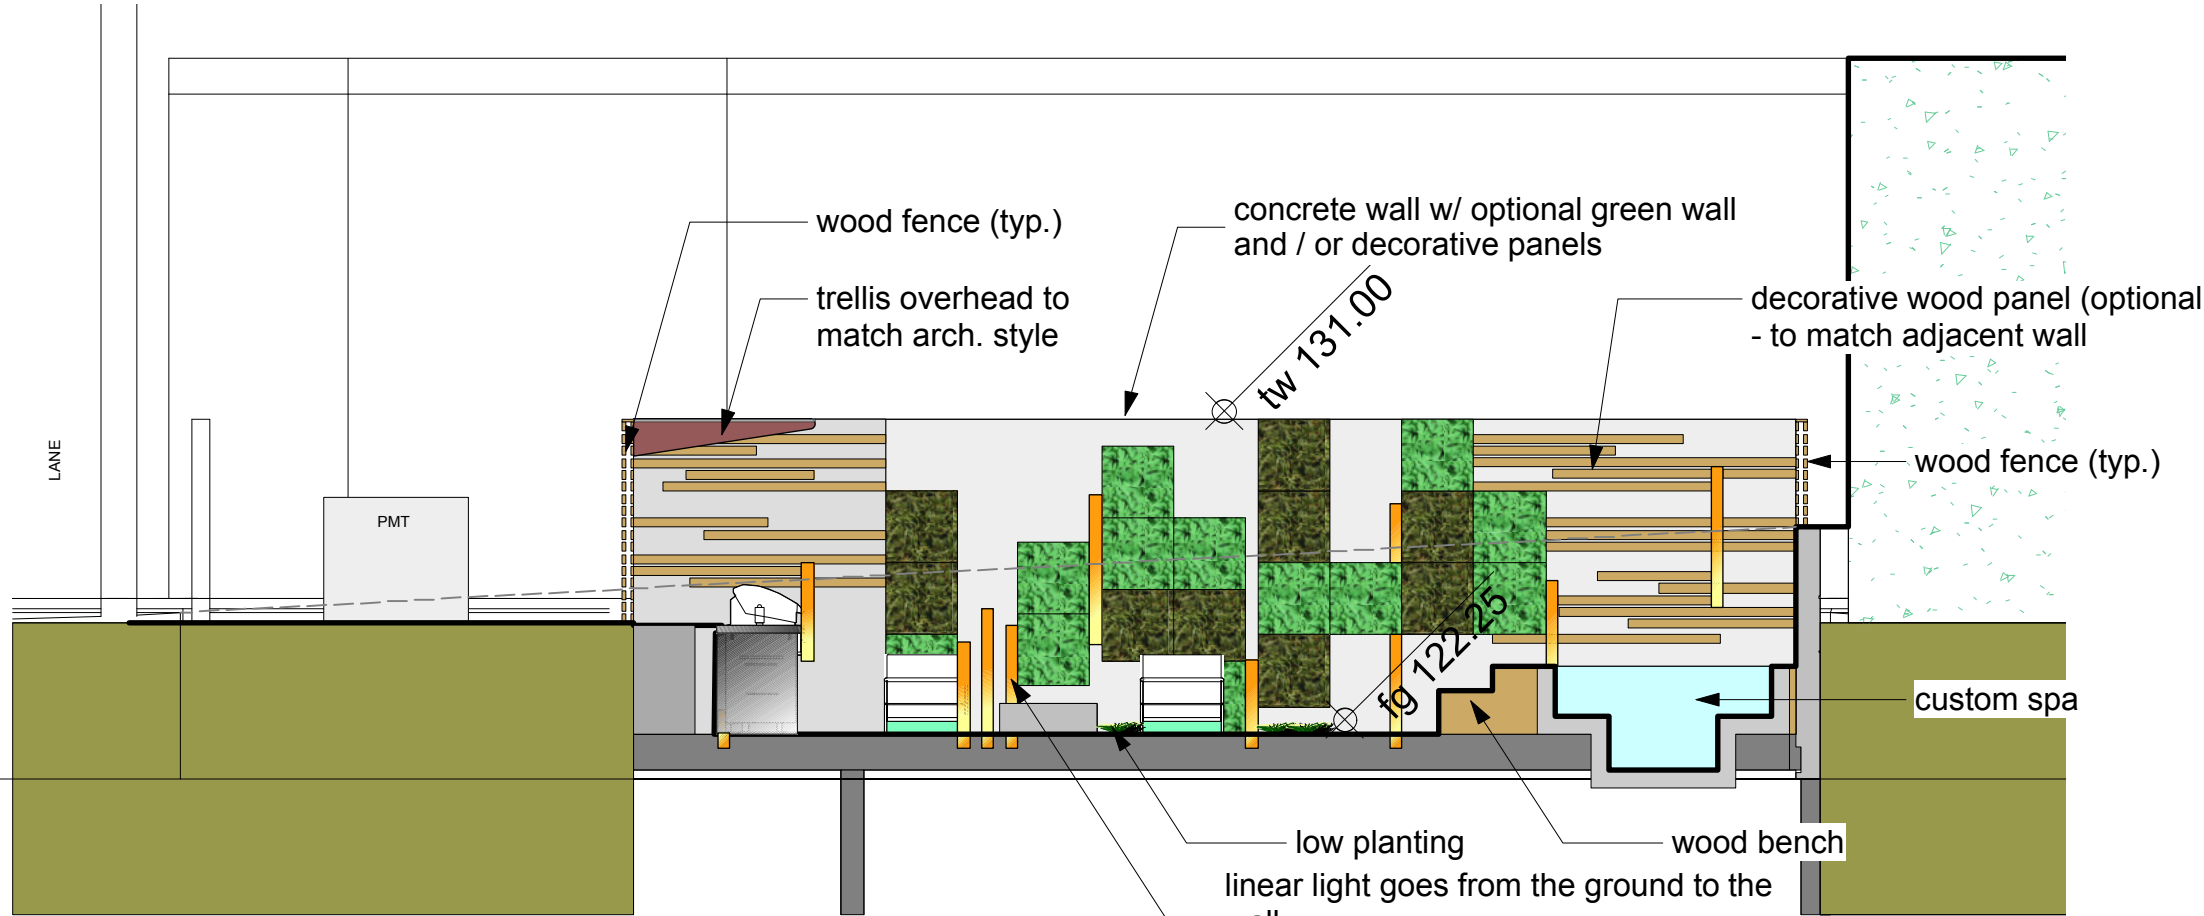 wood fence (typ.)
concrete wall w/ optional green wall
and / or decorative panels
trellis overhead to
match arch. style
tw 131.00
decorative wood panel (optional
- to match adjacent wall
LANE
wood fence (typ.)
PMT
fg 122.25
custom spa
low planting
wood bench
linear light goes from the ground to the